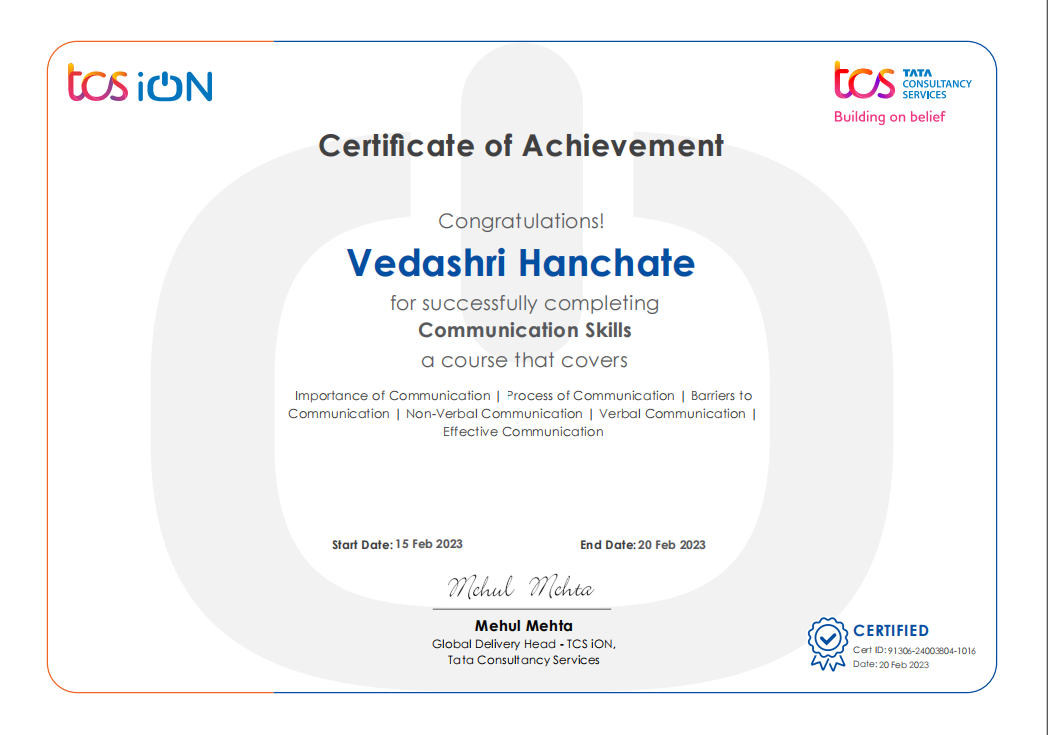 tcs iON
tcs TATA
CONSULTANCY
SERVICES
Building on belief
Certificate of Achievement
Congratulations!
Vedashri Hanchate
for successfully completing
Communication Skills
a course that covers
Importance of Communication | Process of Communication | Barriers to
Communication | Non-Verbal Communication | Verbal Communication |
Effective Communication
Start Date: 15 Feb 2023 End Date: 20 Feb 2023
Mehul Mehta
Mehul Mehta
Global Delivery Head - TCS iON,
Tata Consultancy Services
CERTIFIED
Cert ID: 91306-24003804-1016
Date: 20 Feb 2023